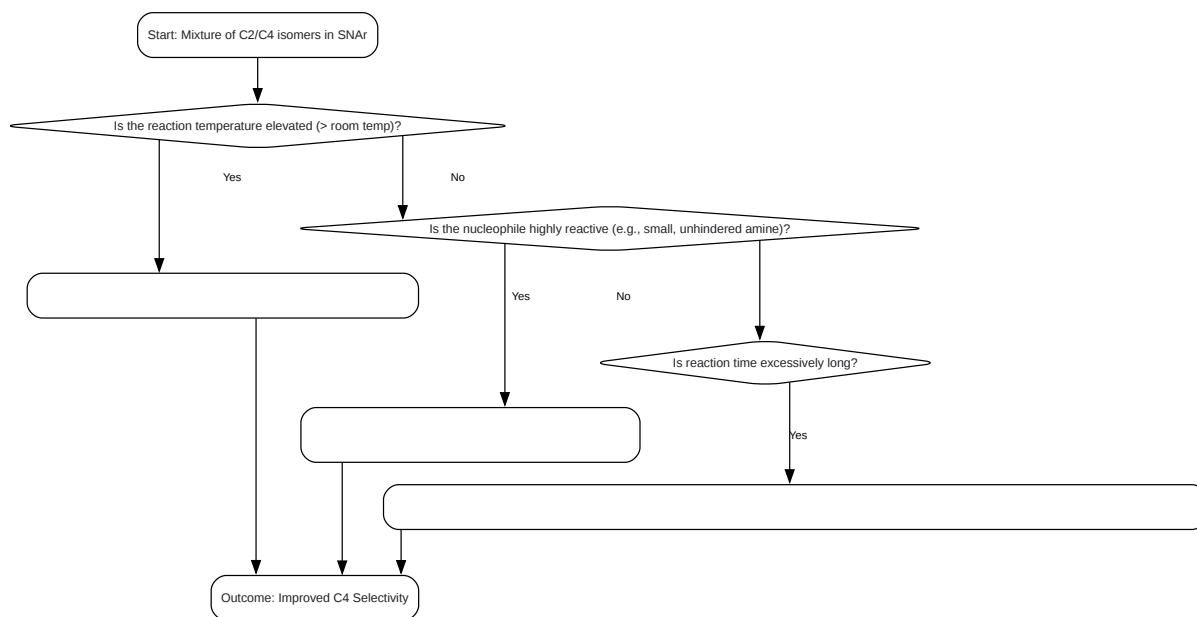 Start: Mixture of C2/C4 isomers in SNAr
Is the reaction temperature elevated (> room temp)?
Yes
No
Is the nucleophile highly reactive (e.g., small, unhindered amine)?
Yes
No
Is reaction time excessively long?
Yes
Outcome: Improved C4 Selectivity